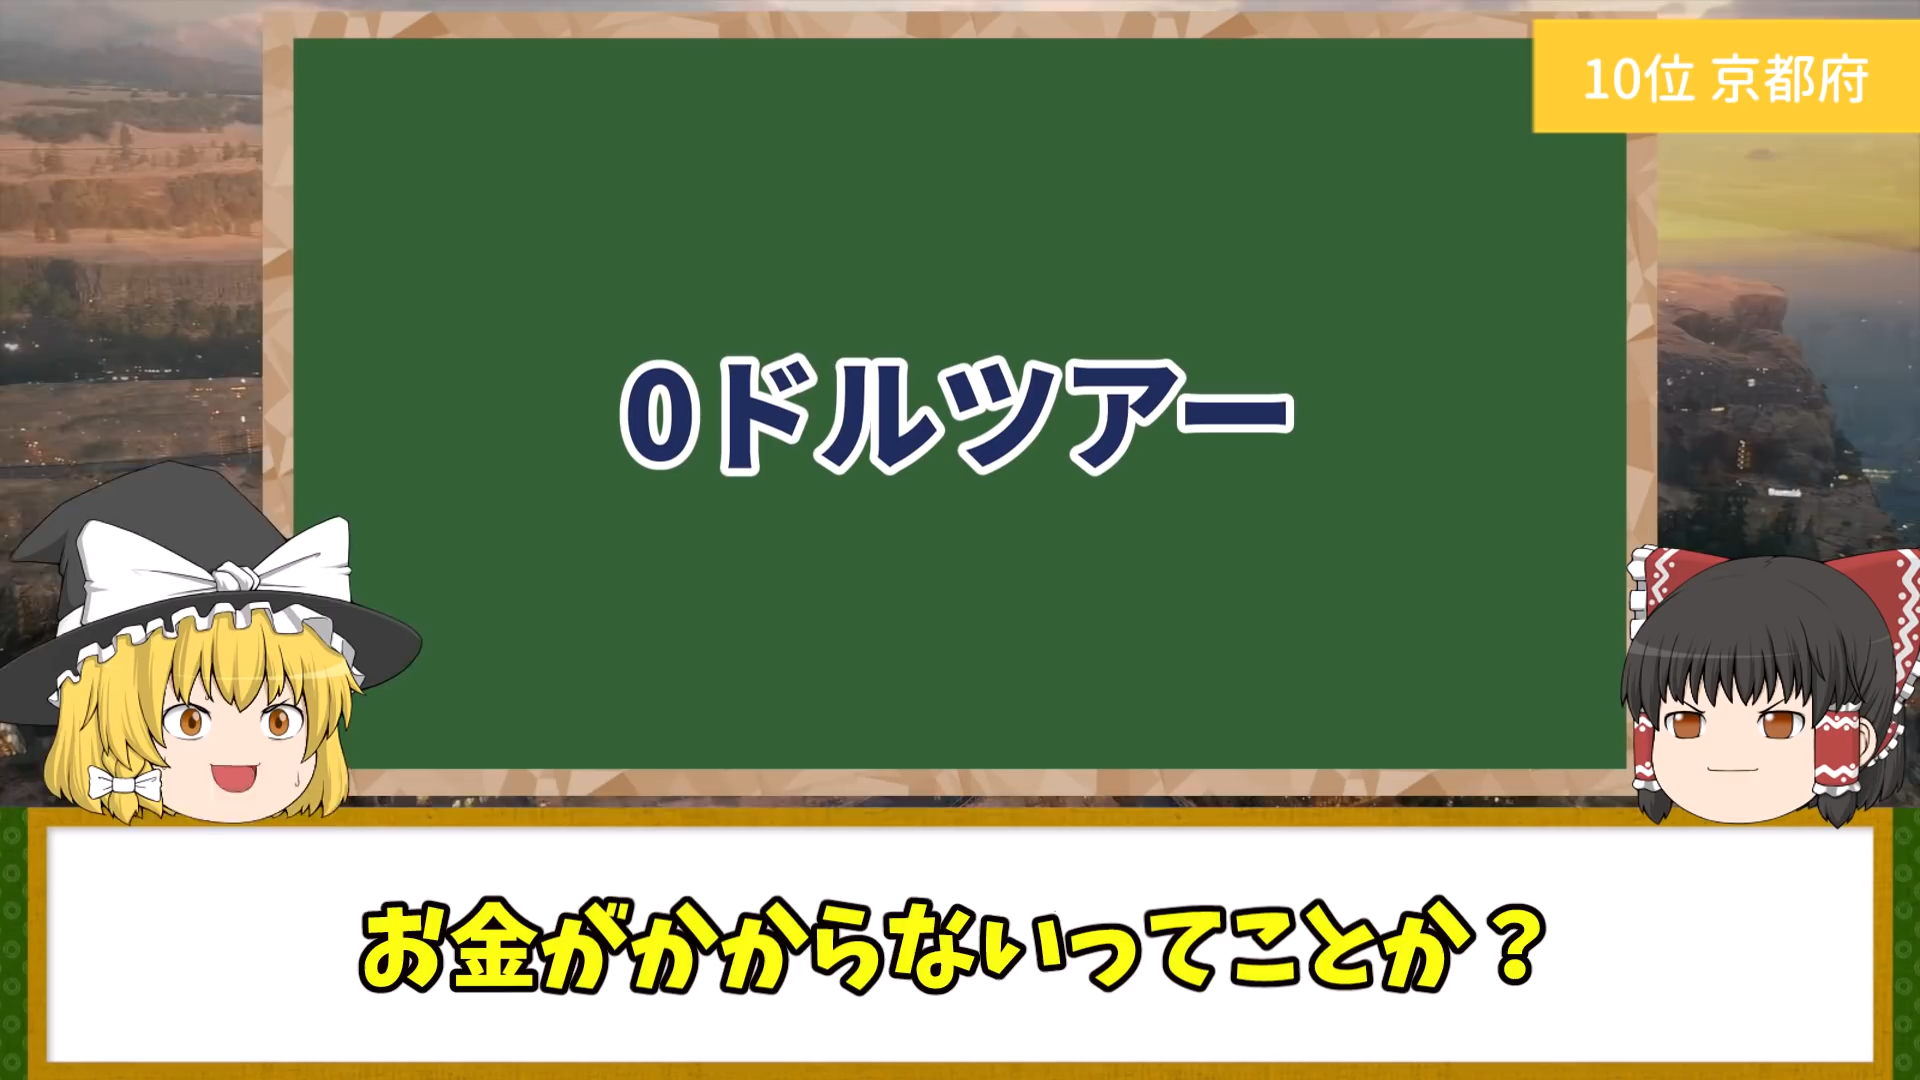 10位 京都府
0ドルツアー
お金がかからないってことか？